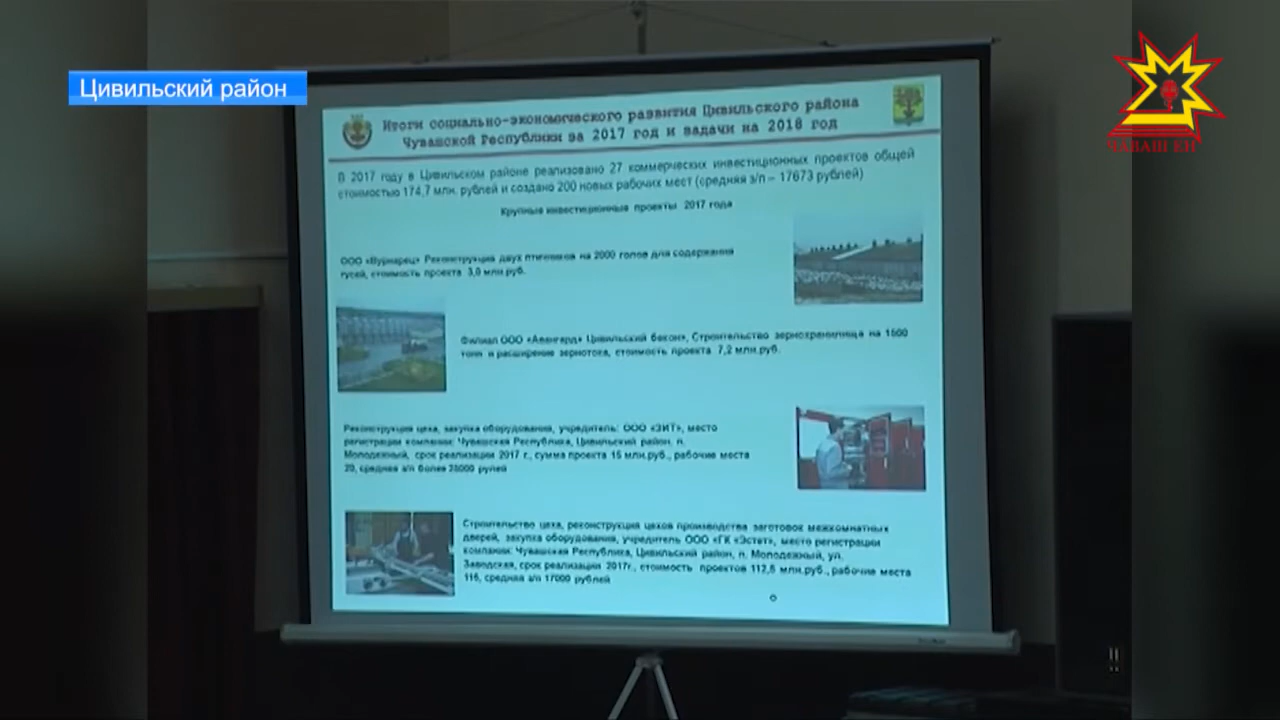 Цивильский район
ЧĂВАШ ЕН
Итоги социально-экономического развития Цивильского района
Чувашской Республики за 2017 год и задачи на 2018 год
В 2017 году в Цивильском районе реализовано 27 коммерческих инвестиционных проектов общей
стоимостью 174,7 млн. рублей и создано 200 новых рабочих мест (средняя з/п – 17673 рублей)
Крупные инвестиционные проекты 2017 года
ООО «Вурнарец» Реконструкция двух птичников на 2000 голов для содержания
гусей, стоимость проекта 3,0 млн.руб.
Филиал ООО «Авангард» Цивильский бекон», Строительство зернохранилища на 1500
тонн и расширение зернотока, стоимость проекта 7,2 млн.руб.
Реконструкция цеха, закупка оборудования, учредитель: ООО «ЗИТ», место
регистрации компании: Чувашская Республика, Цивильский район, п.
Молодежный, срок реализации 2017 г., сумма проекта 15 млн.руб., рабочие места
20, средняя з/п более 25000 рублей
Строительство цеха, реконструкция цехов производства заготовок межкомнатных
дверей, закупка оборудования, учредитель ООО «ГК «Эстет», место регистрации
компании: Чувашская Республика, Цивильский район, п. Молодежный, ул.
Заводская, срок реализации 2017г., стоимость проектов 112,6 млн.руб., рабочие места
116, средняя з/п 17000 рублей